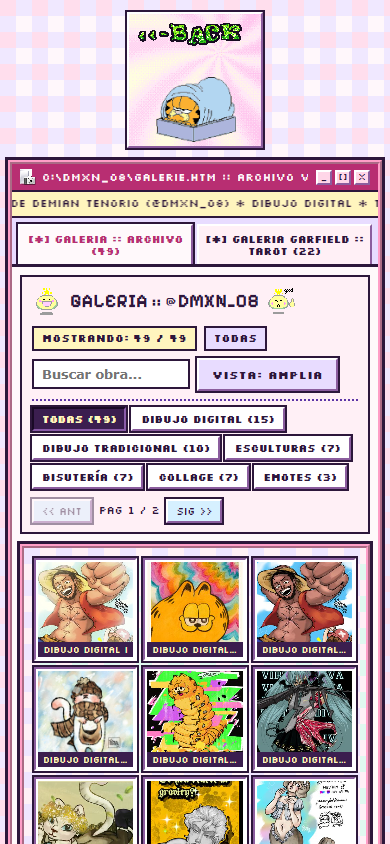 <<-BACK
O:\DMXN_08\GALERIE.HTM :: ARCHIVO V
DE DEMIAN TENORIO (@DMXN_08) * DIBUJO DIGITAL * T
[*] GALERIA :: ARCHIVO (49)
[*] GALERIA GARFIELD :: TAROT (22)
GALERIA :: @DMXN_08
MOSTRANDO: 49 / 49
TODAS
Buscar obra...
VISTA: AMPLIA
TODAS (49)
DIBUJO DIGITAL (15)
DIBUJO TRADICIONAL (10)
ESCULTURAS (7)
BISUTERÍA (7)
COLLAGE (7)
EMOTES (3)
<< ANT
PAG 1 / 2
SIG >>
DIBUJO DIGITAL 1
DIBUJO DIGITAL...
DIBUJO DIGITAL...
DIBUJO DIGITAL...
DIBUJO DIGITAL...
DIBUJO DIGITAL...